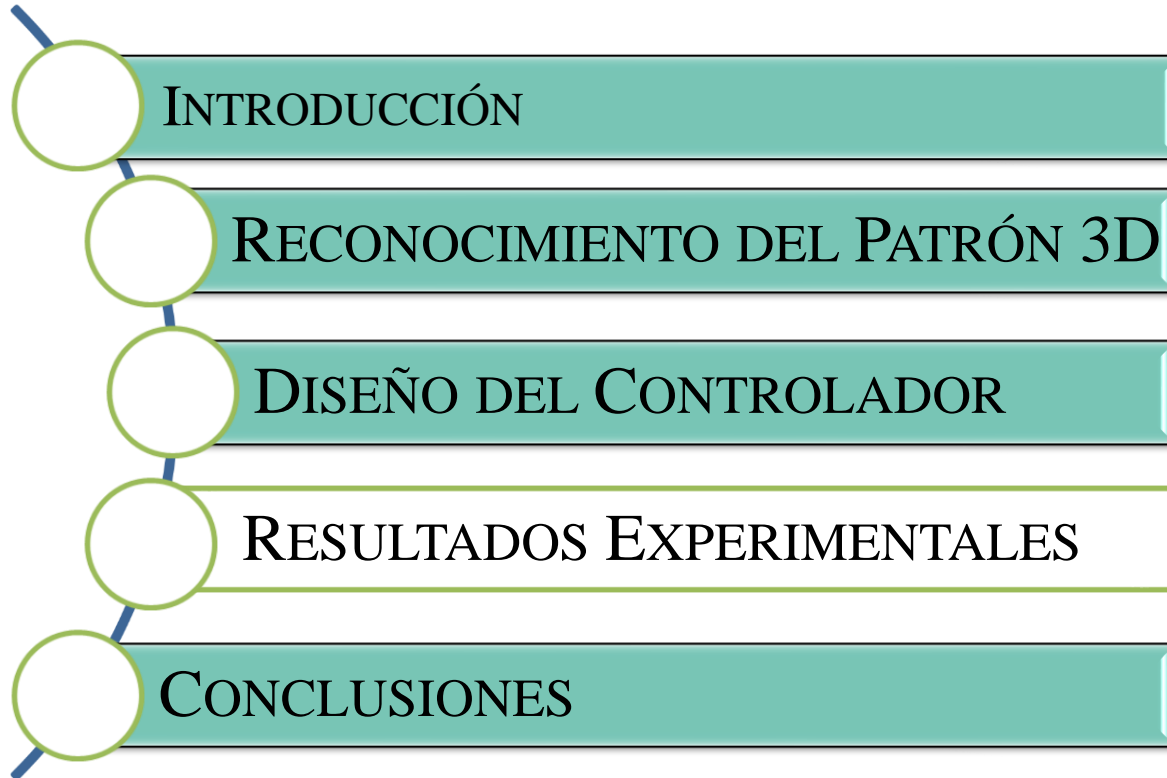 Introducción
Reconocimiento del Patrón 3D
Diseño del Controlador
Resultados Experimentales
Conclusiones